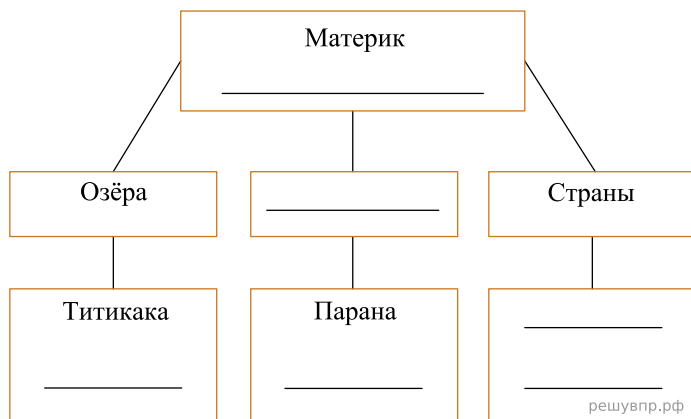 Материк
Озёра
Страны
Титикака
Парана
решувпр.рф